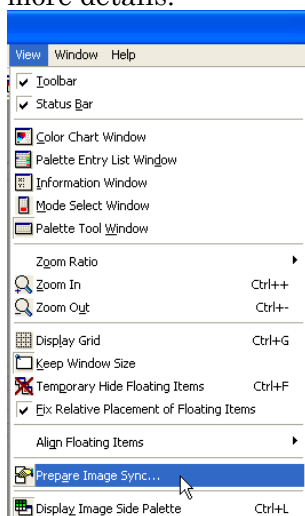 more details.
View Window Help
Toolbar
Status Bar
Color Chart Window
Palette Entry List Window
Information Window
Mode Select Window
Palette Tool Window
Zoom Ratio
Zoom In Ctrl++
Zoom Out Ctrl+-
Display Grid Ctrl+G
Keep Window Size
Temporary Hide Floating Items Ctrl+F
Fix Relative Placement of Floating Items
Align Floating Items
Prepare Image Sync...
Display Image Side Palette Ctrl+L